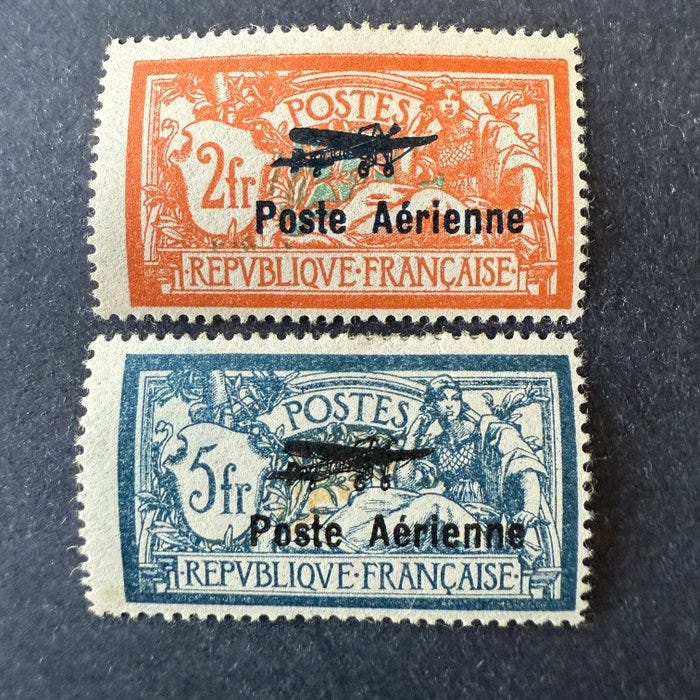 POSTES
2fr
Poste Aérienne
REPVBLIQVE·FRANÇAISE
POSTES
5fr
Poste Aérienne
REPVBLIQVE·FRANÇAISE